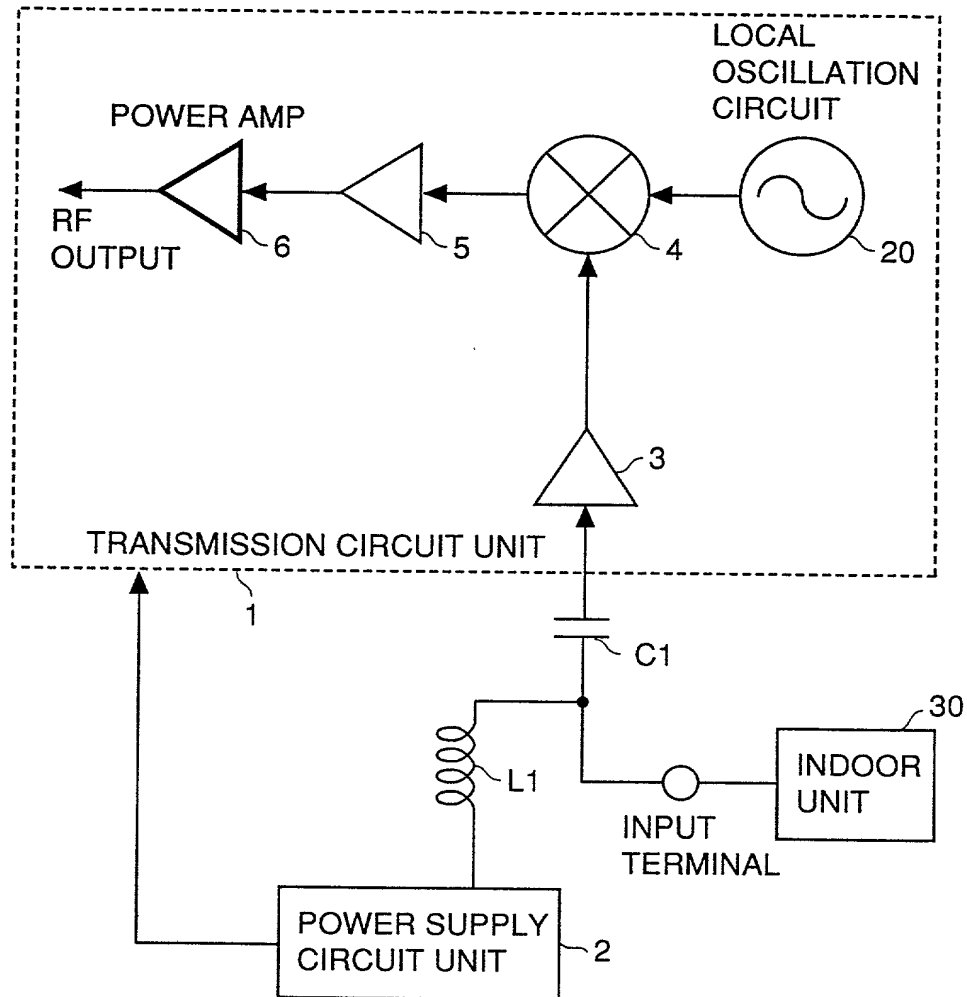 LOCAL
OSCILLATION
CIRCUIT
POWER AMP
RF
OUTPUT
6
5
4
20
3
TRANSMISSION CIRCUIT UNIT
1
C1
30
L1
INDOOR
UNIT
INPUT
TERMINAL
POWER SUPPLY
CIRCUIT UNIT
2